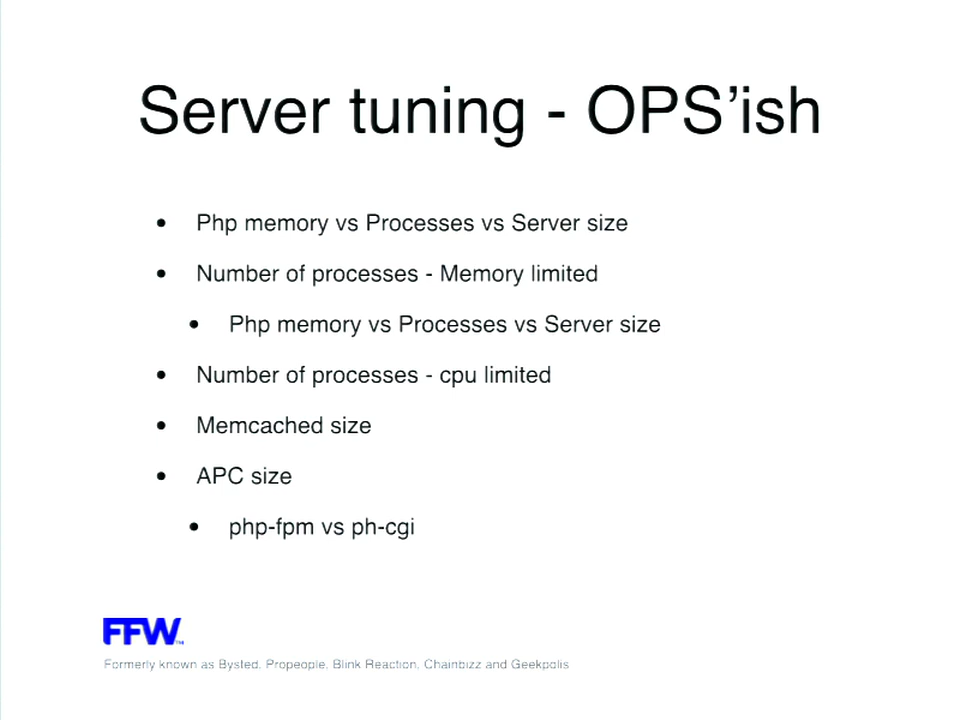 Server tuning - OPS’ish
• Php memory vs Processes vs Server size
• Number of processes - Memory limited
• Php memory vs Processes vs Server size
• Number of processes - cpu limited
• Memcached size
• APC size
• php-fpm vs ph-cgi
FFW™
Formerly known as Bysted, Propeople, Blink Reaction, Chainbizz and Geekpolis